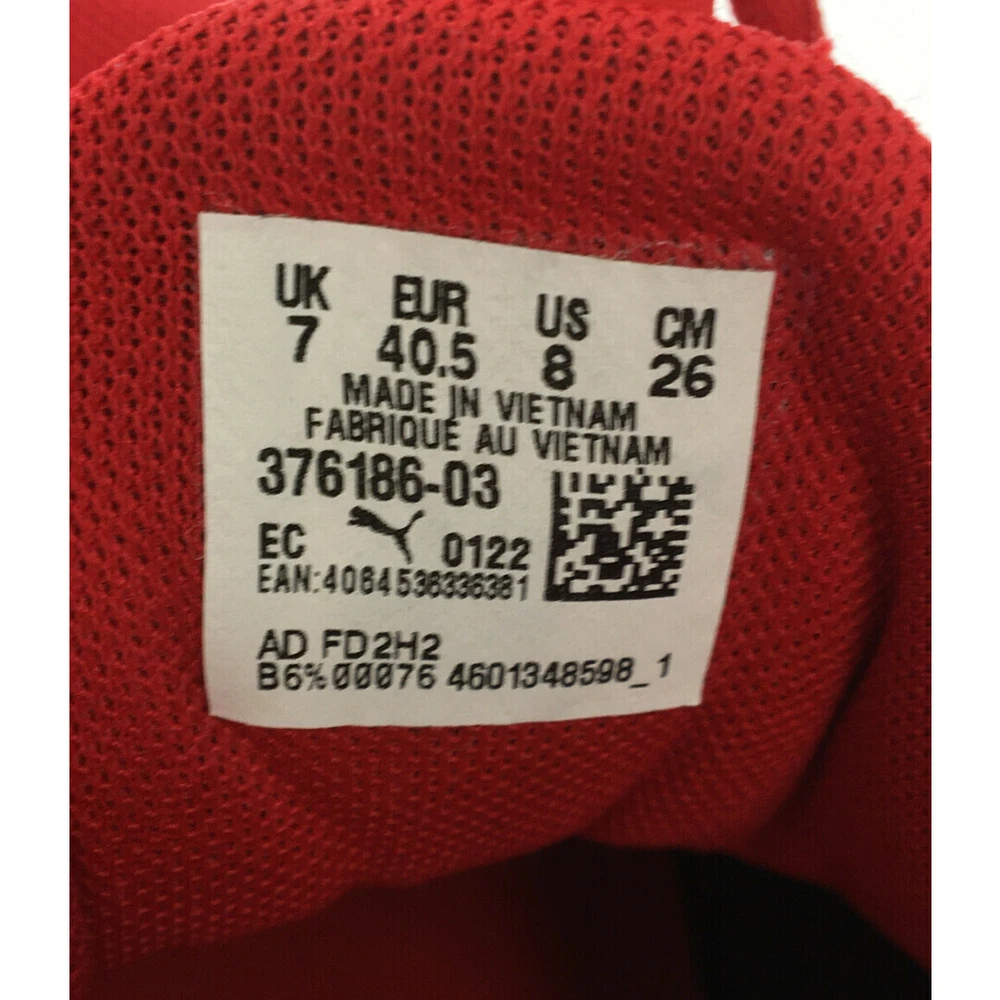 UK EUR US CM
7 40.5 8 26
MADE IN VIETNAM
FABRIQUÉ AU VIETNAM
376186-03
EC 0122
EAN:4064536336381
AD FD2H2
B6%00076 4601348598_1